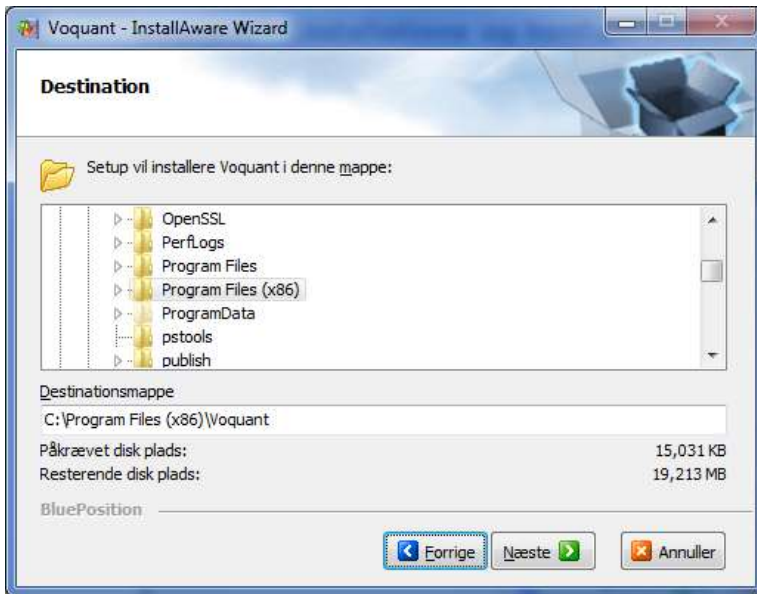 Voquant - InstallAware Wizard
Destination
Setup vil installere Voquant i denne mappe:
OpenSSL
PerfLogs
Program Files
Program Files (x86)
ProgramData
pstools
publish
Destinationsmappe
C:\Program Files (x86)\Voquant
Påkrævet disk plads: 15,031 KB
Resterende disk plads: 19,213 MB
BluePosition
Forrige Næste Annuller